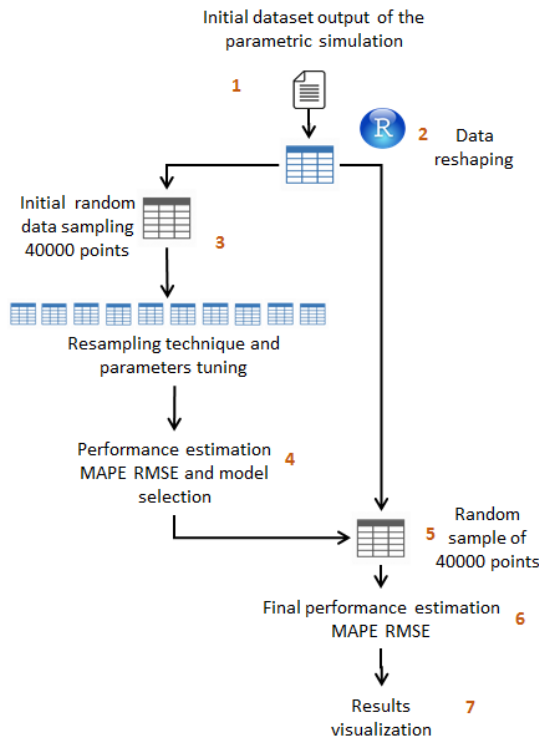 Initial dataset output of the
parametric simulation
1
R
2
Data
reshaping
Initial random
data sampling
40000 points
3
Resampling technique and
parameters tuning
Performance estimation
MAPE RMSE and model
selection
4
5
Random
sample of
40000 points
Final performance estimation
MAPE RMSE
6
Results
visualization
7